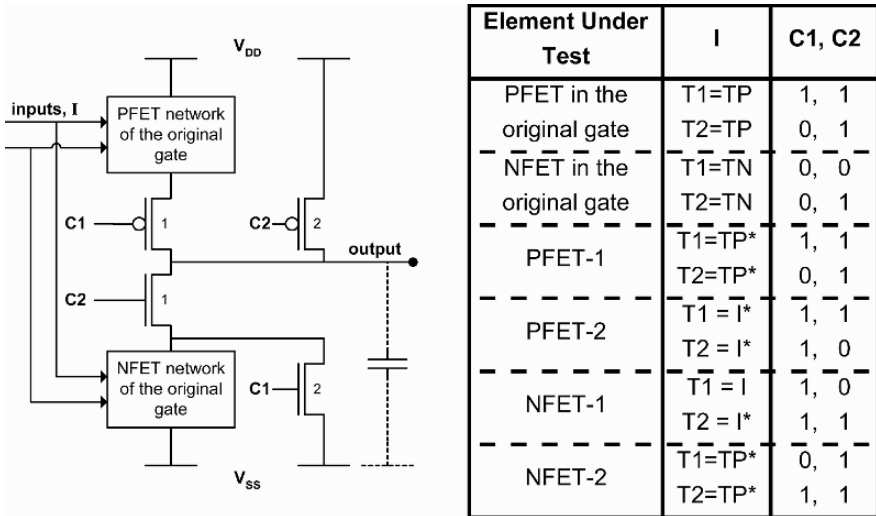 V_DD
inputs, I
PFET network
of the original
gate
C1
1
C2
2
output
C2
1
NFET network
of the original
gate
C1
2
V_SS
Element Under Test | I | C1, C2
PFET in the original gate | T1=TP | 1, 1
T2=TP | 0, 1
NFET in the original gate | T1=TN | 0, 0
T2=TN | 0, 1
PFET-1 | T1=TP* | 1, 1
T2=TP* | 0, 1
PFET-2 | T1 = I* | 1, 1
T2 = I* | 1, 0
NFET-1 | T1 = I | 1, 0
T2 = I* | 1, 1
NFET-2 | T1=TP* | 0, 1
T2=TP* | 1, 1